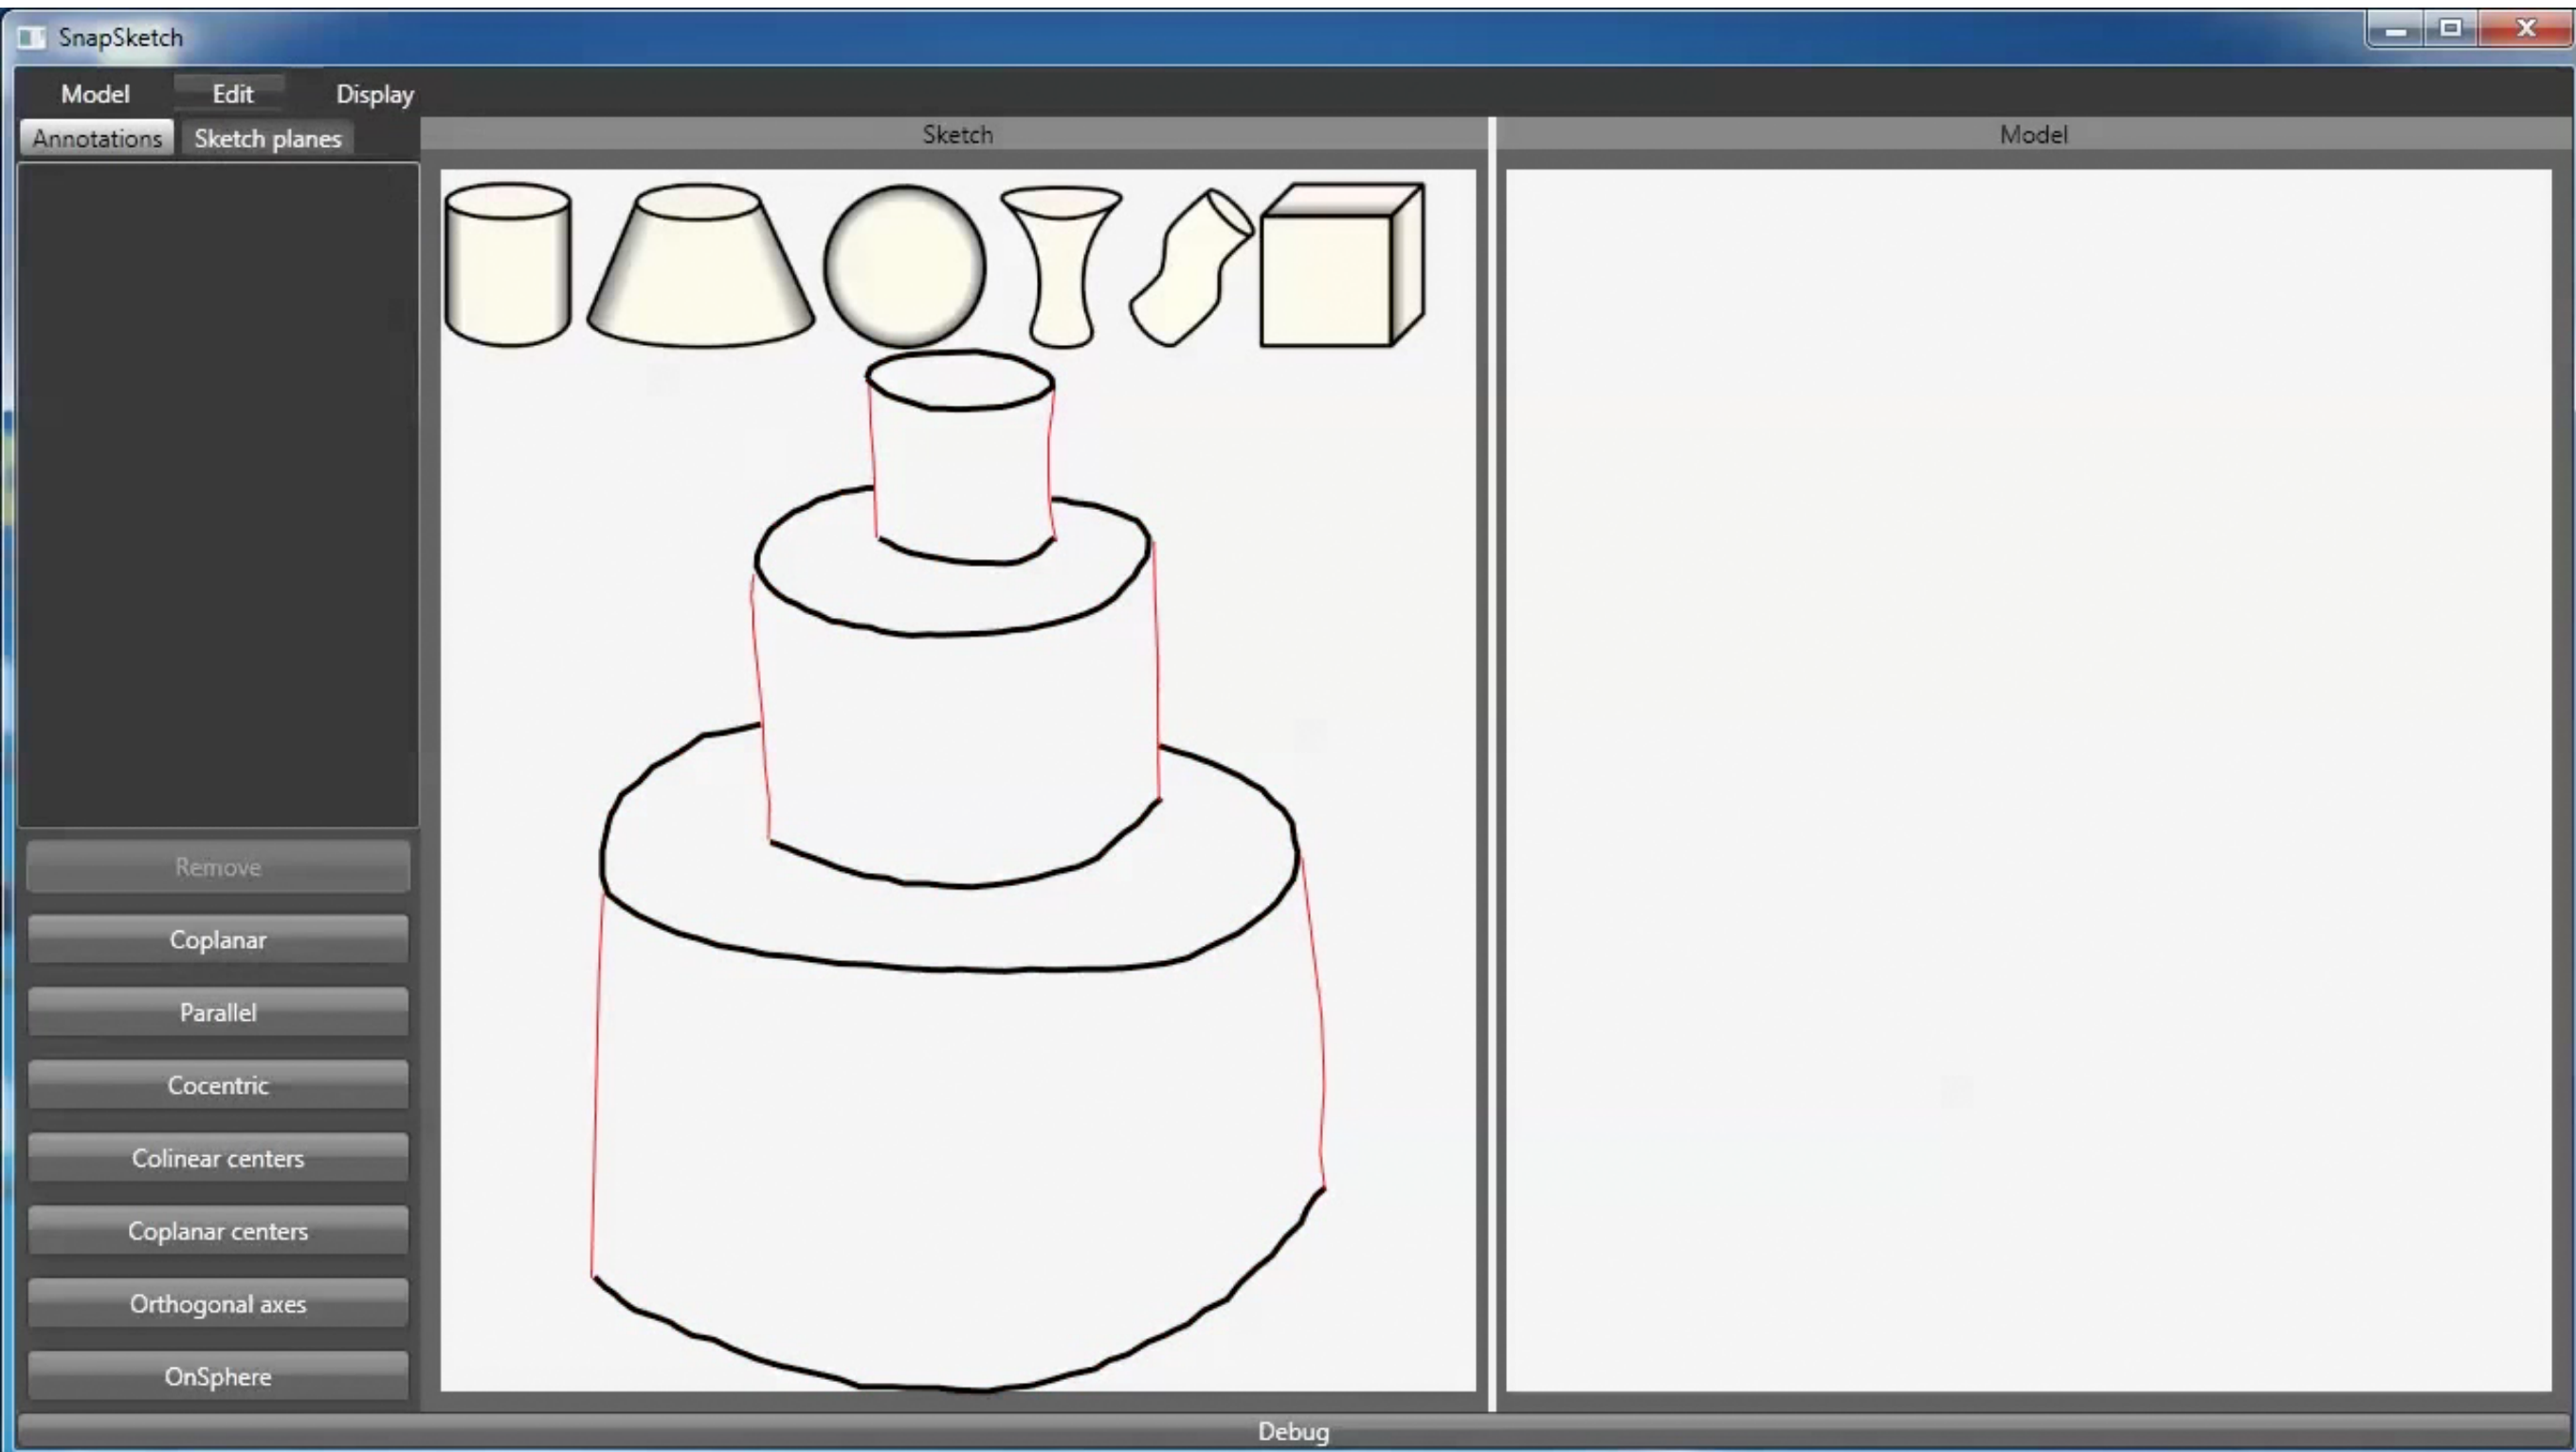 SnapSketch
Model Edit Display
Annotations Sketch planes
Sketch
Model
Remove
Coplanar
Parallel
Cocentric
Colinear centers
Coplanar centers
Orthogonal axes
OnSphere
Debug